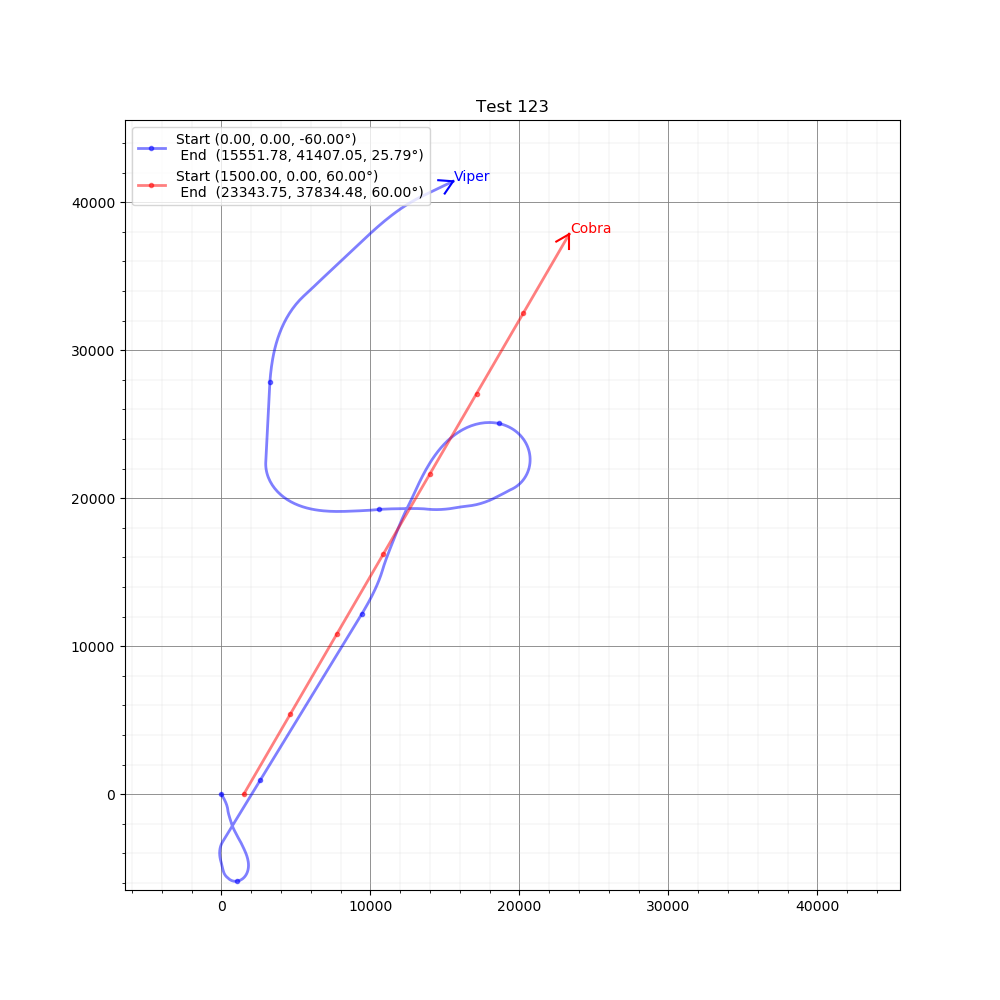 Test 123
Start (0.00, 0.00, -60.00°)
End (15551.78, 41407.05, 25.79°)
Start (1500.00, 0.00, 60.00°)
End (23343.75, 37834.48, 60.00°)
Viper
Cobra
40000
30000
20000
10000
0
0 10000 20000 30000 40000